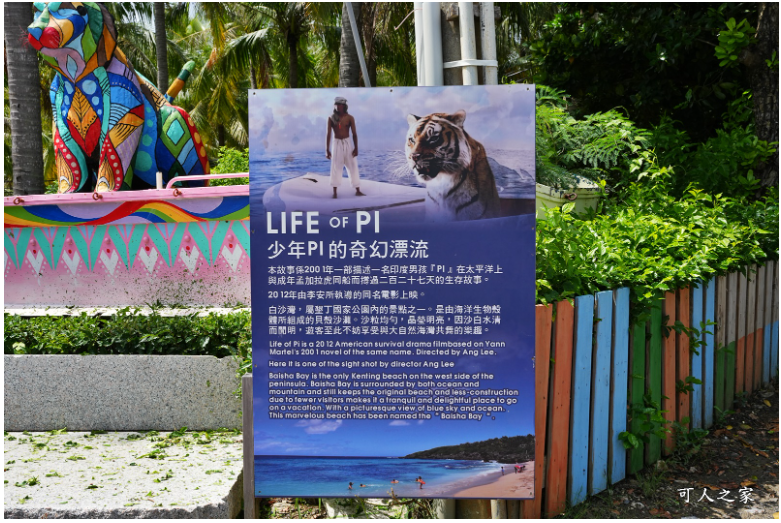 LIFE OF PI
少年PI 的奇幻漂流
本故事係2001年一部描述一名印度男孩『PI 』在太平洋上
與成年孟加拉虎同船而撐過二百二十七天的生存故事。
2012年由李安所執導的同名電影上映。
白沙灣，屬墾丁國家公園內的景點之一。是由海洋生物殼
體所組成的貝殼沙灘。沙粒均勻，晶瑩明亮，因沙白水清
而聞明，遊客至此不妨享受與大自然海灣共舞的樂趣。
Life of Pi is a 2012 American survival drama filmbased on Yann
Martel's 2001 novel of the same name. Directed by Ang Lee.
Here it is one of the sight shot by director Ang Lee
Baisha Bay is the only Kenting beach on the west side of the
peninsula. Baisha Bay is surrounded by both ocean and
mountain and still keeps the original beach and less-construction
due to fewer visitors makes it a tranquil and delightful place to go
on a vacation. With a picturesque view of blue sky and ocean.
This marvelous beach has been named the " Baisha Bay "。
可人之家